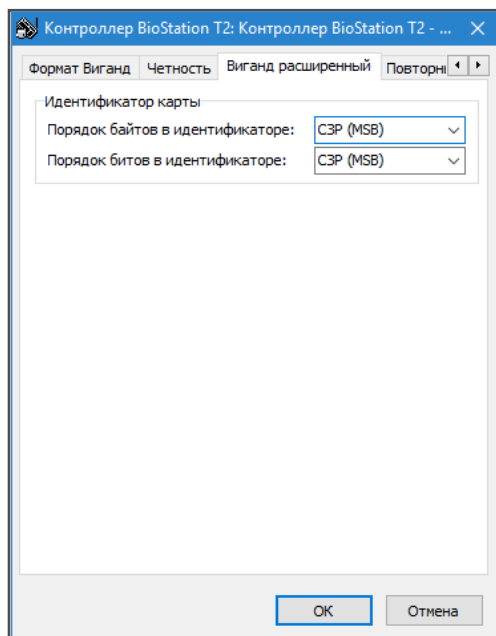 Контроллер BioStation T2: Контроллер BioStation T2 - ...
Формат Виганд Четность Виганд расширенный Повторн
Идентификатор карты
Порядок байтов в идентификаторе: СЗР (MSB)
Порядок битов в идентификаторе: СЗР (MSB)
OK Отмена